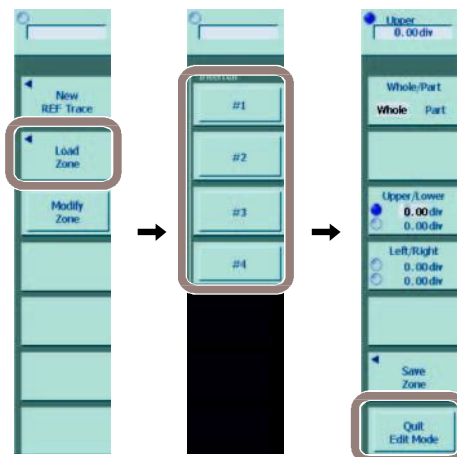 New
REF Trace
Load
Zone
Modify
Zone
Internal
#1
#2
#3
#4
Upper
0.00div
Whole/Part
Whole Part
Upper/Lower
0.00div
0.00div
Left/Right
0.00div
0.00div
Save
Zone
Quit
Edit Mode